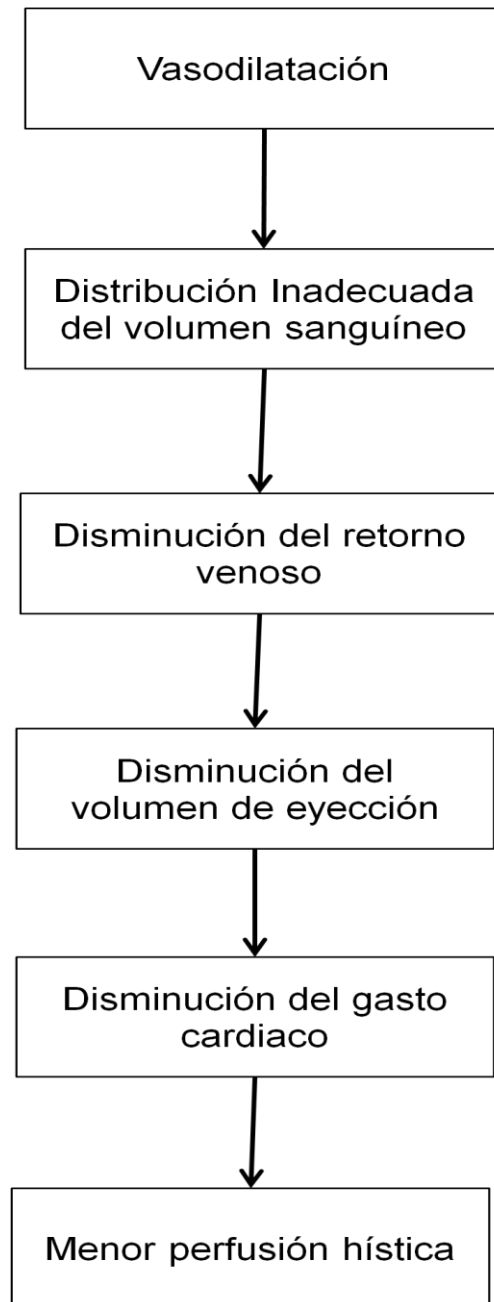 Vasodilatación
Distribución Inadecuada
del volumen sanguíneo
Disminución del retorno
venoso
Disminución del
volumen de eyección
Disminución del gasto
cardiaco
Menor perfusión hística